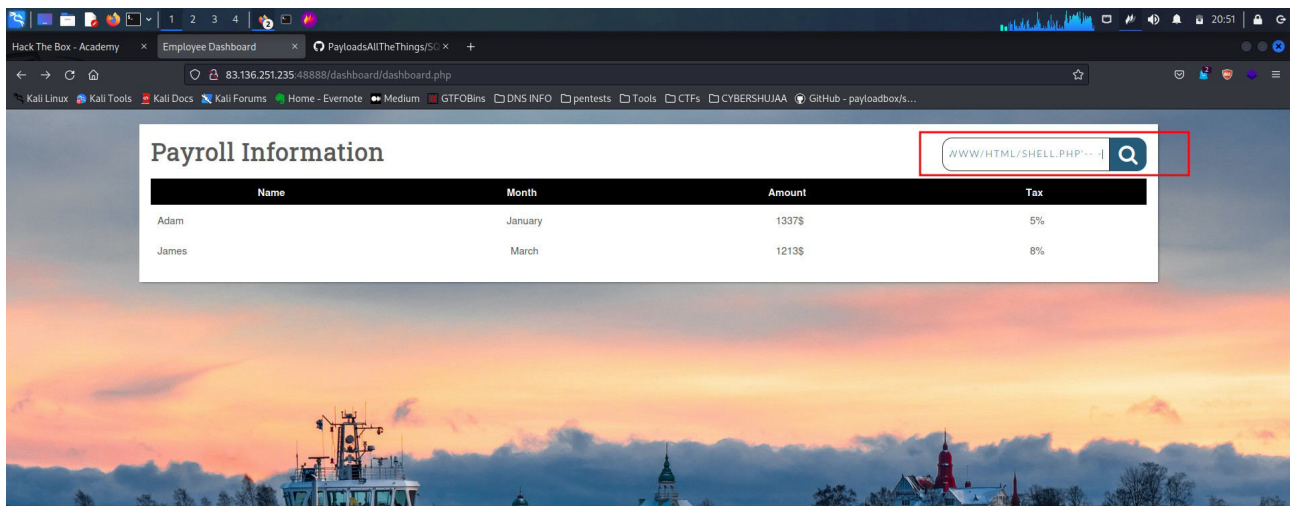 1 2 3 4 2 20:51
Hack The Box - Academy × Employee Dashboard × PayloadsAllTheThings/SQ × +
83.136.251.235:48888/dashboard/dashboard.php 2
Kali Linux Kali Tools Kali Docs Kali Forums Home - Evernote Medium GTFOBins DNS INFO pentests Tools CTFs CYBERSHUJAA GitHub - payloadbox/s...
Payroll Information
WWW/HTML/SHELL.PHP'-- -
Name Month Amount Tax
Adam January 1337$ 5%
James March 1213$ 8%